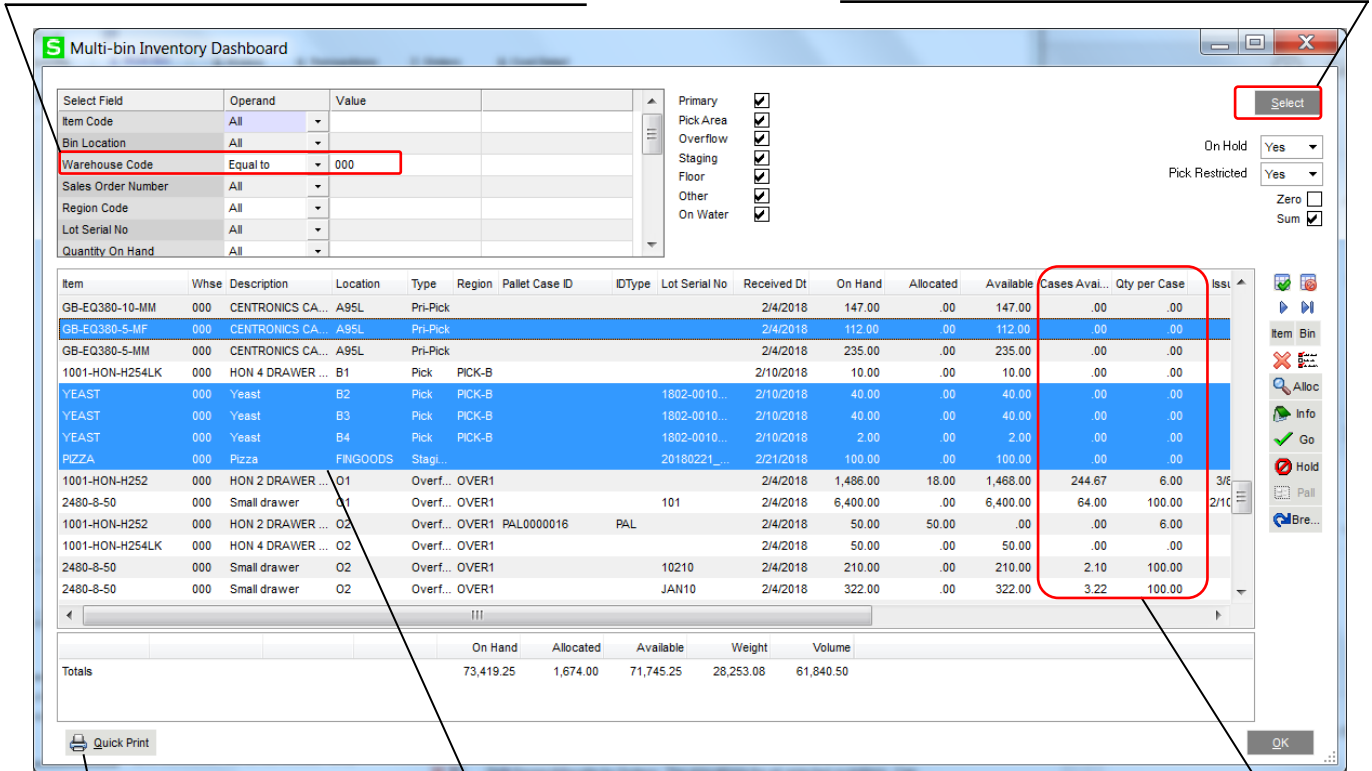 S Multi-bin Inventory Dashboard
Select Field Operand Value
Item Code All
Bin Location All
Warehouse Code Equal to 000
Sales Order Number All
Region Code All
Lot Serial No All
Quantity On Hand All
Primary
Pick Area
Overflow
Staging
Floor
Other
On Water
Select
On Hold Yes
Pick Restricted Yes
Zero
Sum
Item Whse Description Location Type Region Pallet Case ID IDType Lot Serial No Received Dt On Hand Allocated Available Cases Avai... Qty per Case Issu
GB-EQ380-10-MM 000 CENTRONICS CA... A95L Pri-Pick 2/4/2018 147.00 .00 147.00 .00 .00
GB-EQ380-5-MF 000 CENTRONICS CA... A95L Pri-Pick 2/4/2018 112.00 .00 112.00 .00 .00
GB-EQ380-5-MM 000 CENTRONICS CA... A95L Pri-Pick 2/4/2018 235.00 .00 235.00 .00 .00
1001-HON-H254LK 000 HON 4 DRAWER ... B1 Pick PICK-B 2/10/2018 10.00 .00 10.00 .00 .00
YEAST 000 Yeast B2 Pick PICK-B 1802-0010... 2/10/2018 40.00 .00 40.00 .00 .00
YEAST 000 Yeast B3 Pick PICK-B 1802-0010... 2/10/2018 40.00 .00 40.00 .00 .00
YEAST 000 Yeast B4 Pick PICK-B 1802-0010... 2/10/2018 2.00 .00 2.00 .00 .00
PIZZA 000 Pizza FINGOODS Stagi... 20180221_... 2/21/2018 100.00 .00 100.00 .00 .00
1001-HON-H252 000 HON 2 DRAWER ... O1 Overf... OVER1 2/4/2018 1,486.00 18.00 1,468.00 244.67 6.00 3/8
2480-8-50 000 Small drawer O1 Overf... OVER1 101 2/4/2018 6,400.00 .00 6,400.00 64.00 100.00 2/10
1001-HON-H252 000 HON 2 DRAWER ... O2 Overf... OVER1 PAL0000016 PAL 2/4/2018 50.00 50.00 .00 .00 6.00
1001-HON-H254LK 000 HON 4 DRAWER ... O2 Overf... OVER1 2/4/2018 50.00 .00 50.00 .00 .00
2480-8-50 000 Small drawer O2 Overf... OVER1 10210 2/4/2018 210.00 .00 210.00 2.10 100.00
2480-8-50 000 Small drawer O2 Overf... OVER1 JAN10 2/4/2018 322.00 .00 322.00 3.22 100.00
Item Bin
Alloc
Info
Go
Hold
Pall
Bre...
On Hand Allocated Available Weight Volume
Totals 73,419.25 1,674.00 71,745.25 28,253.08 61,840.50
Quick Print
OK